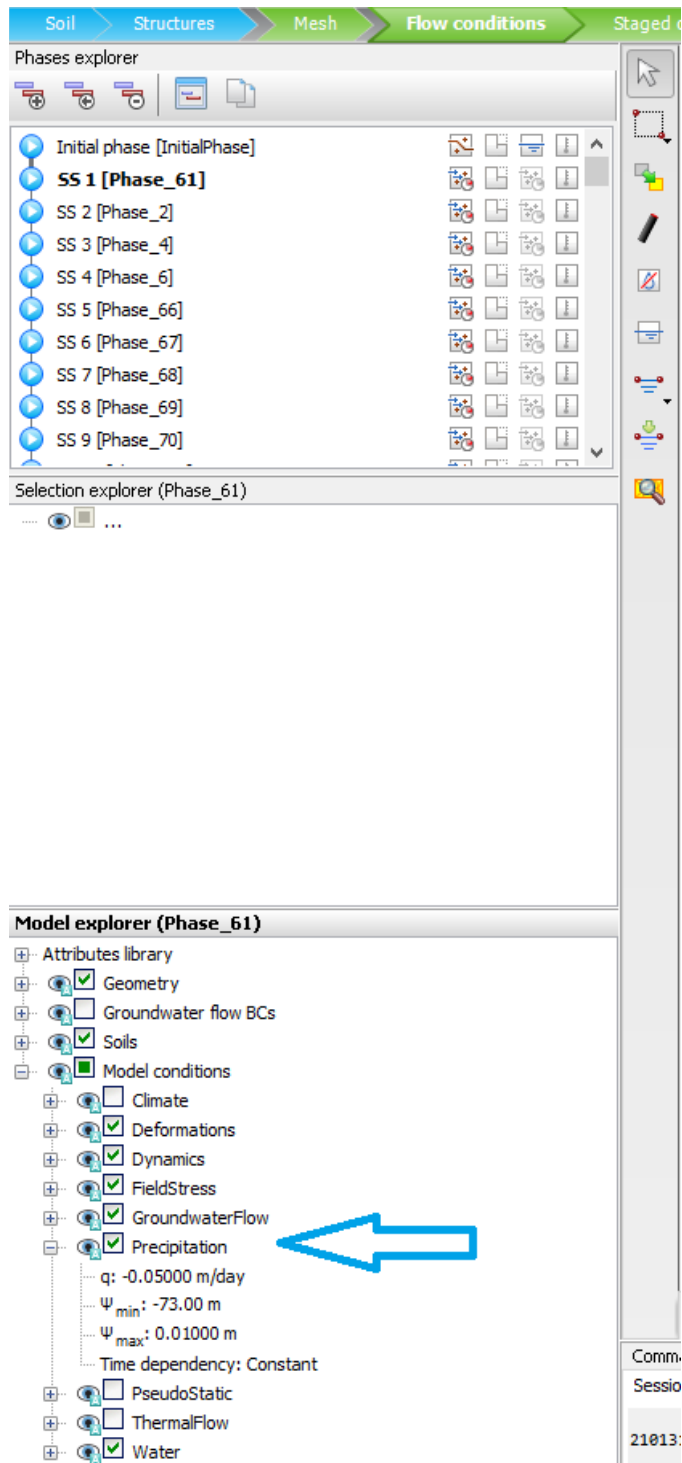 Soil Structures Mesh Flow conditions Staged
Phases explorer
Initial phase [InitialPhase]
SS 1 [Phase_61]
SS 2 [Phase_2]
SS 3 [Phase_4]
SS 4 [Phase_6]
SS 5 [Phase_66]
SS 6 [Phase_67]
SS 7 [Phase_68]
SS 8 [Phase_69]
SS 9 [Phase_70]
Selection explorer (Phase_61)
...
Model explorer (Phase_61)
Attributes library
Geometry
Groundwater flow BCs
Soils
Model conditions
Climate
Deformations
Dynamics
FieldStress
GroundwaterFlow
Precipitation
q: -0.05000 m/day
Ψmin: -73.00 m
Ψmax: 0.01000 m
Time dependency: Constant
Comm
PseudoStatic
Sessio
ThermalFlow
21013
Water